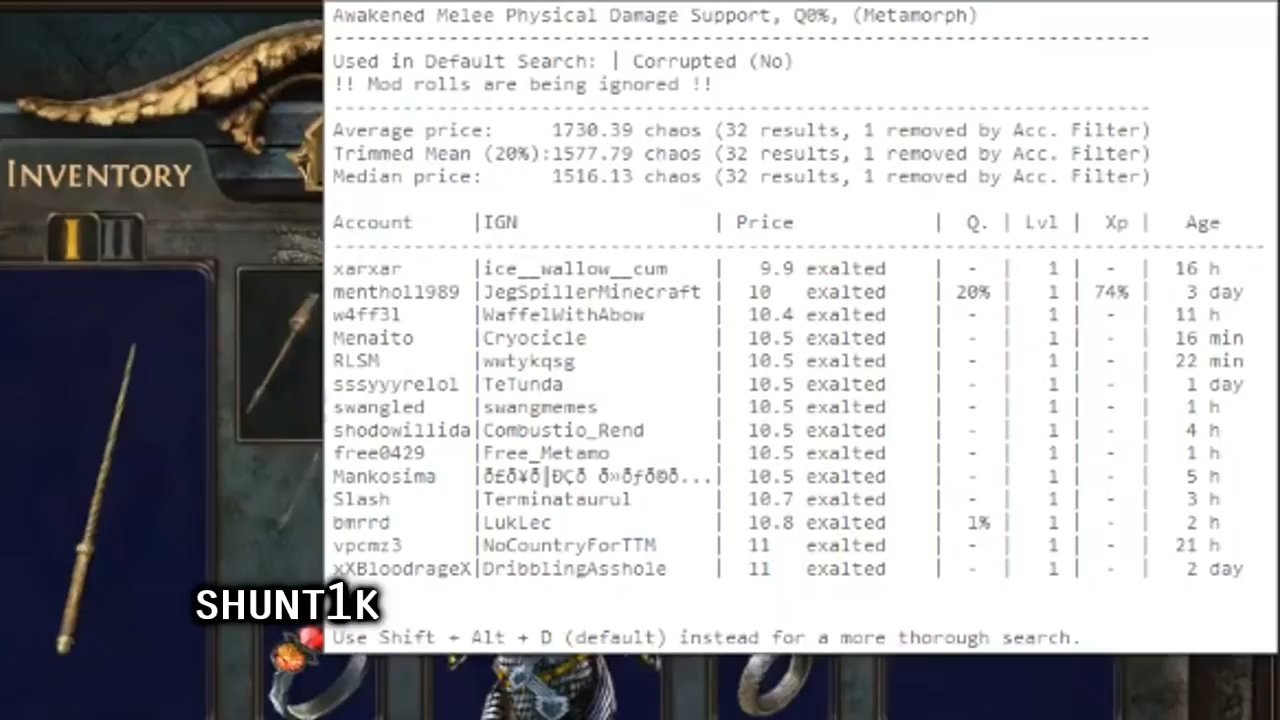 Awakened Melee Physical Damage Support, Q0%, (Metamorph)
Used in Default Search: | Corrupted (No)
!! Mod rolls are being ignored !!
Average price: 1730.39 chaos (32 results, 1 removed by Acc. Filter)
Trimmed Mean (20%):1577.79 chaos (32 results, 1 removed by Acc. Filter)
Median price: 1516.13 chaos (32 results, 1 removed by Acc. Filter)
INVENTORY
I II
Account |IGN | Price | Q. | Lvl | Xp | Age
xarxar |ice__wallow__cum | 9.9 exalted | - | 1 | - | 16 h
menthol1989 |JegSpillerMinecraft | 10 exalted | 20% | 1 | 74% | 3 day
w4ff3l |WaffelWithAbow | 10.4 exalted | - | 1 | - | 11 h
Menaito |Cryocicle | 10.5 exalted | - | 1 | - | 16 min
RLSM |wwtykqsg | 10.5 exalted | - | 1 | - | 22 min
sssyyyrelol |TeTunda | 10.5 exalted | - | 1 | - | 1 day
swangled |swangmemes | 10.5 exalted | - | 1 | - | 1 h
shodowillida|Combustio_Rend | 10.5 exalted | - | 1 | - | 4 h
free0429 |Free_Metamo | 10.5 exalted | - | 1 | - | 1 h
Mankosima | 10.5 exalted | - | 1 | - | 5 h
Slash |Terminataurul | 10.7 exalted | - | 1 | - | 3 h
bmrrd |LukLec | 10.8 exalted | 1% | 1 | - | 2 h
vpcmz3 |NoCountryForTTM | 11 exalted | - | 1 | - | 21 h
xXBloodrageX|DribblingAsshole | 11 exalted | - | 1 | - | 2 day
SHUNT1K
Use Shift + Alt + D (default) instead for a more thorough search.